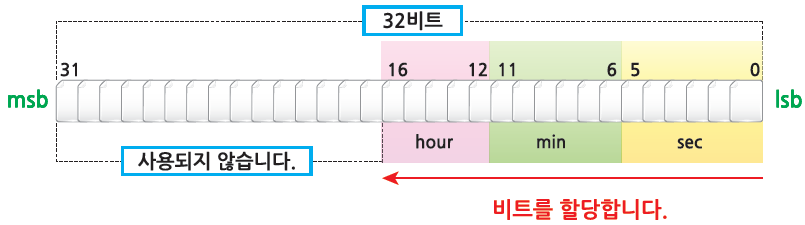 32비트
31 16 12 11 6 5 0
msb lsb
hour min sec
사용되지 않습니다.
비트를 할당합니다.